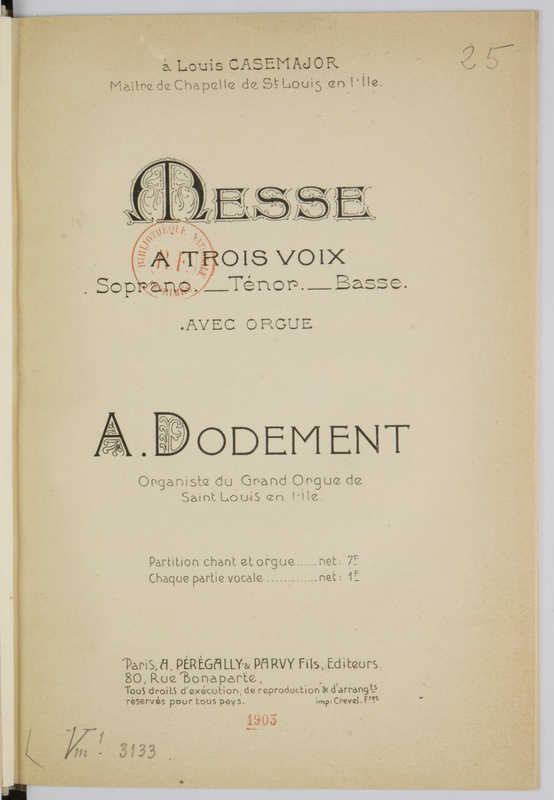 à Louis CASEMAJOR
25
Maître de Chapelle de St Louis en l'Ile.
MESSE
A TROIS VOIX
Soprano. _ Ténor. _ Basse.
BIBLIOTHÈQUE NATIONALE
R.F.
.AVEC ORGUE
A. DODEMENT
Organiste du Grand Orgue de
Saint Louis en l'Ile.
Partition chant et orgue......net: 7F
Chaque partie vocale .............net: 1F
Paris, A. PÉRÉGALLY & PARVY Fils, Editeurs.
80, Rue Bonaparte.
Tous droits d'exécution, de reproduction & d'arrangts
réservés pour tous pays. imp: Crevel. Fres
1903
Vm1. 3133.